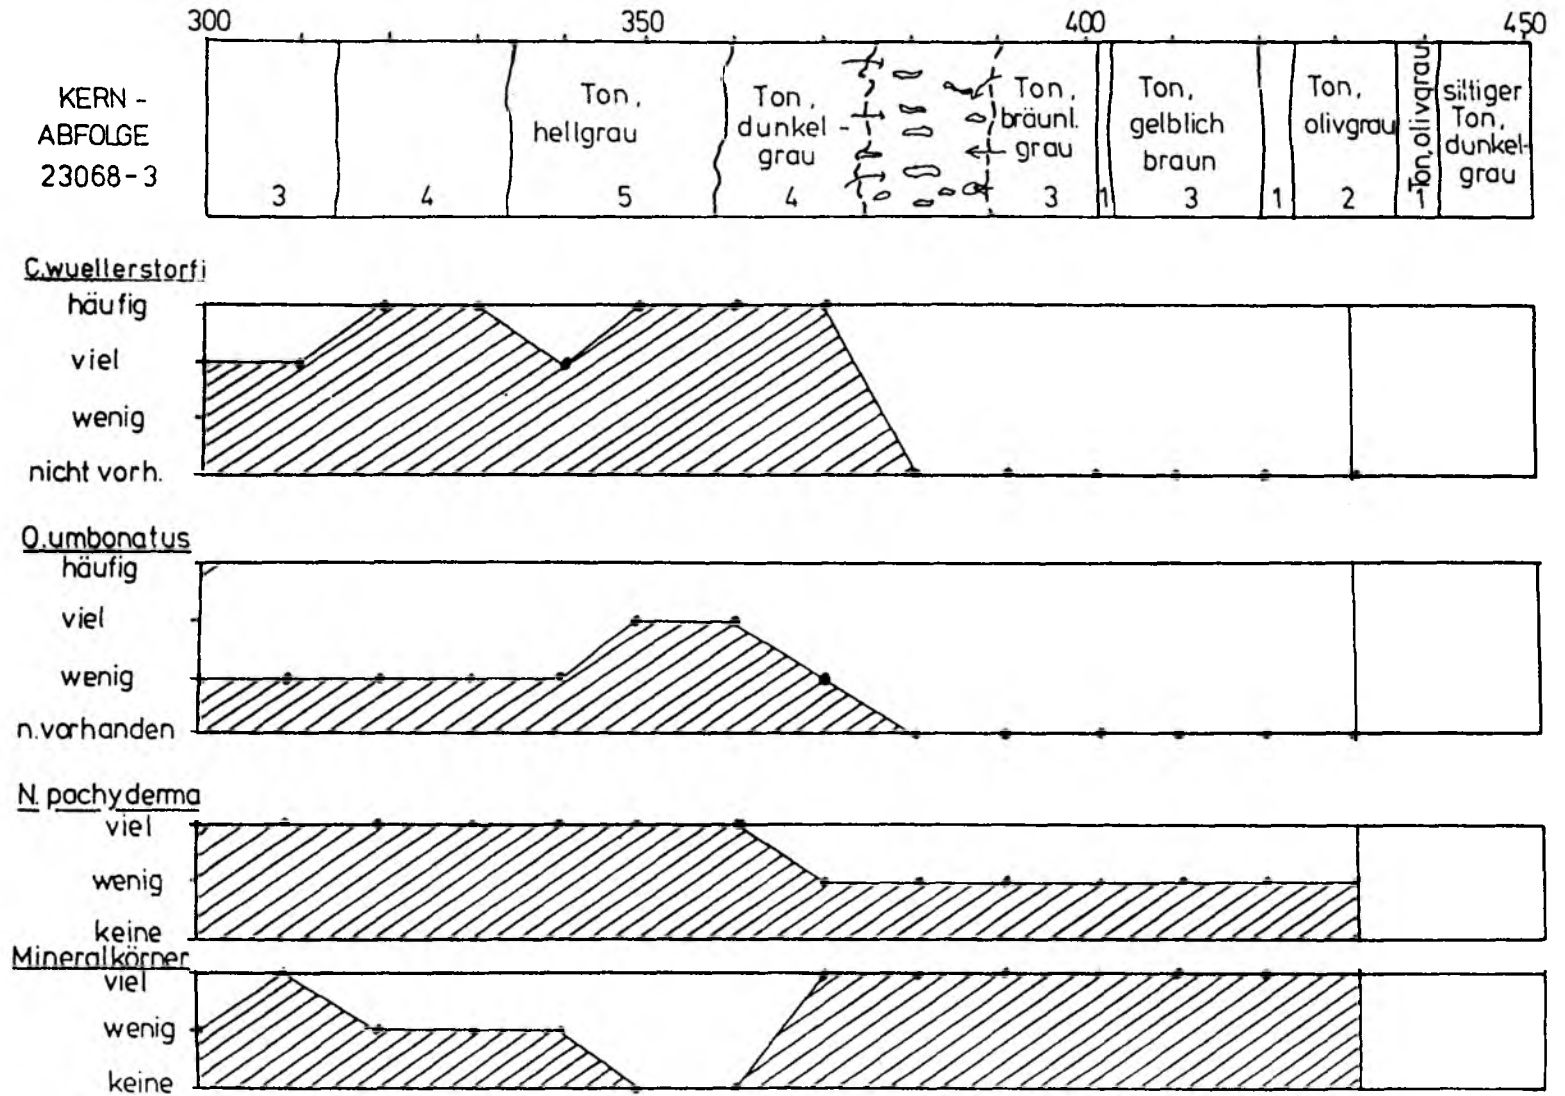 300 350 400 450
KERN -
ABFOLGE
23068-3
3
4
Ton,
hellgrau
5
Ton,
dunkel -
grau
4
Ton,
bräunl.
grau
3
1
Ton,
gelblich
braun
3
1
Ton,
olivgrau
2
Ton, olivgrau
1
siltiger
Ton,
dunkel-
grau
C.wuellerstorfi
häufig
viel
wenig
nicht vorh.
O.umbonatus
häufig
viel
wenig
n.vorhanden
N. pachyderma
viel
wenig
keine
Mineralkörner
viel
wenig
keine